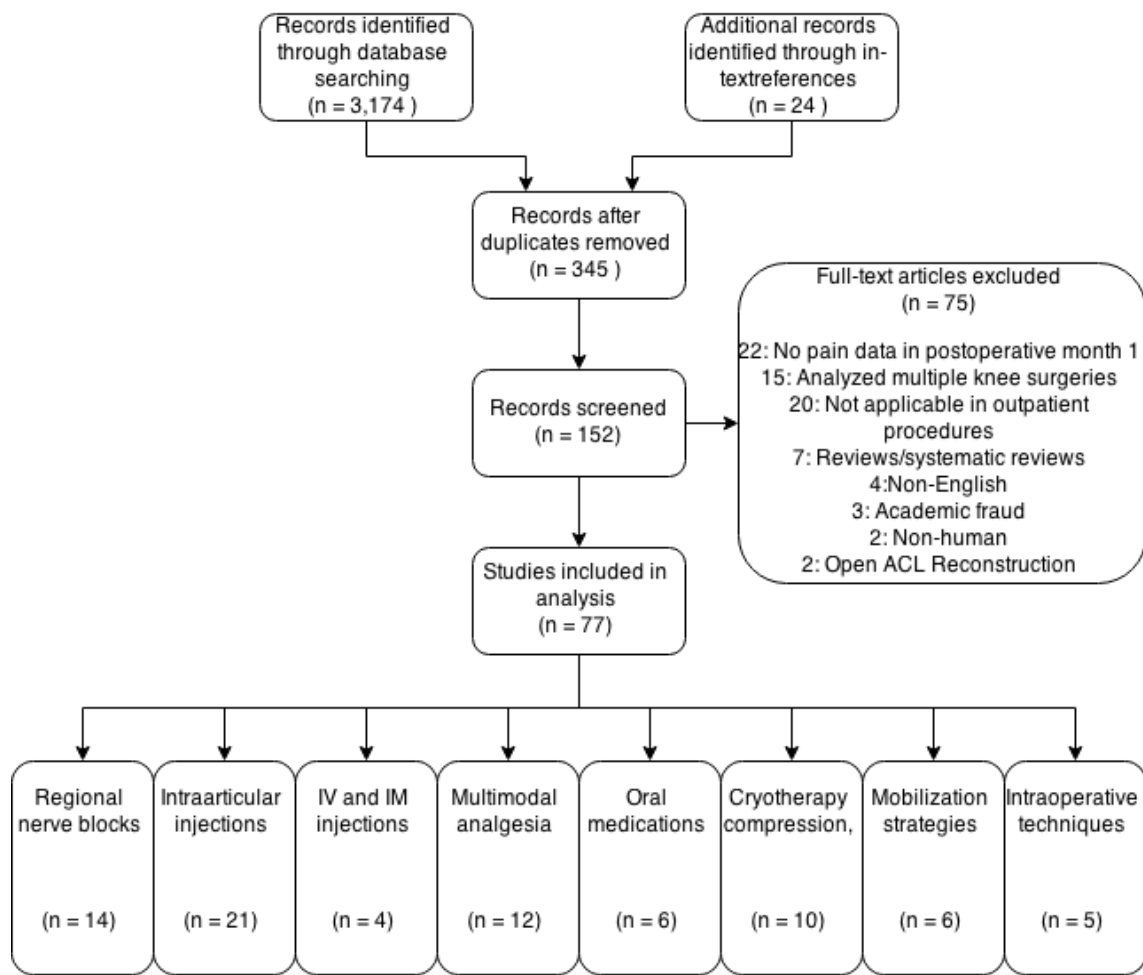 Records identified
through database
searching
(n = 3,174 )
Additional records
identified through in-
textreferences
(n = 24 )
Records after
duplicates removed
(n = 345 )
Records screened
(n = 152)
Full-text articles excluded
(n = 75)
22: No pain data in postoperative month 1
15: Analyzed multiple knee surgeries
20: Not applicable in outpatient
procedures
7: Reviews/systematic reviews
4:Non-English
3: Academic fraud
2: Non-human
2: Open ACL Reconstruction
Studies included in
analysis
(n = 77)
Regional
nerve blocks
(n = 14)
Intraarticular
injections
(n = 21)
IV and IM
injections
(n = 4)
Multimodal
analgesia
(n = 12)
Oral
medications
(n = 6)
Cryotherapy
compression,
(n = 10)
Mobilization
strategies
(n = 6)
Intraoperative
techniques
(n = 5)